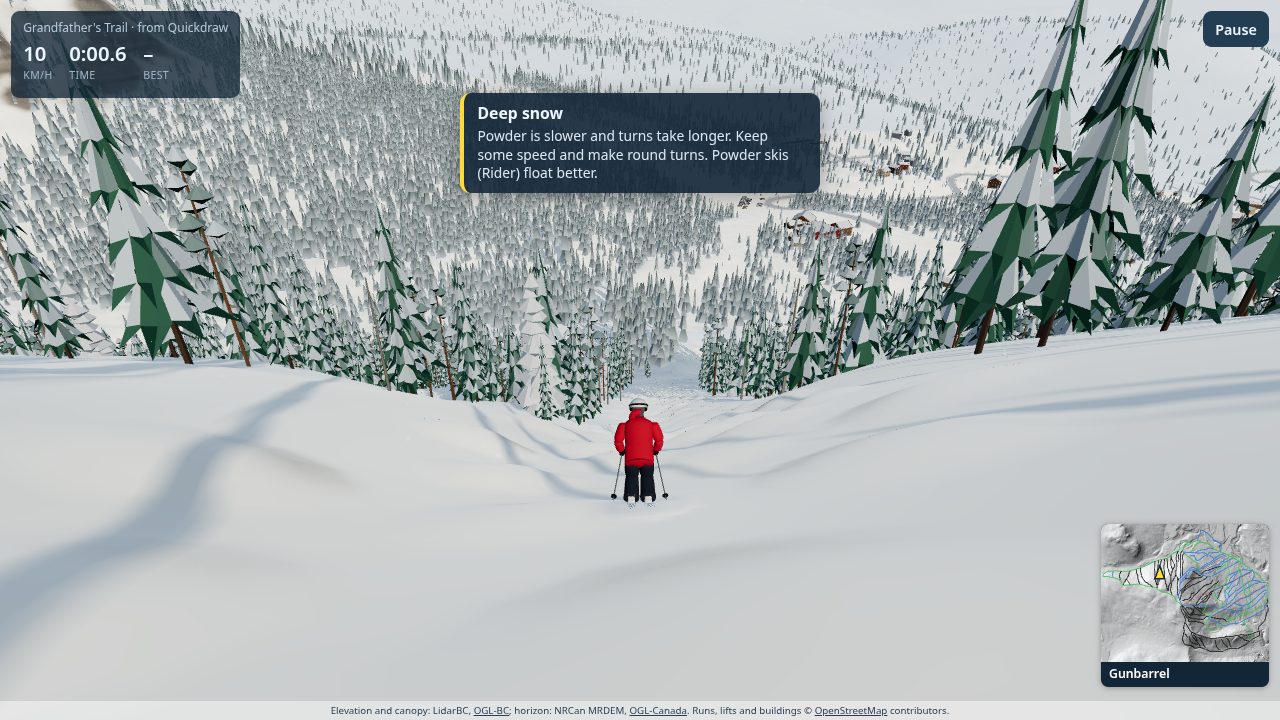 Grandfather's Trail · from Quickdraw
10 0:00.6 –
KM/H TIME BEST
Pause
Deep snow
Powder is slower and turns take longer. Keep
some speed and make round turns. Powder skis
(Rider) float better.
Gunbarrel
Elevation and canopy: LidarBC, OGL-BC; horizon: NRCan MRDEM, OGL-Canada. Runs, lifts and buildings © OpenStreetMap contributors.